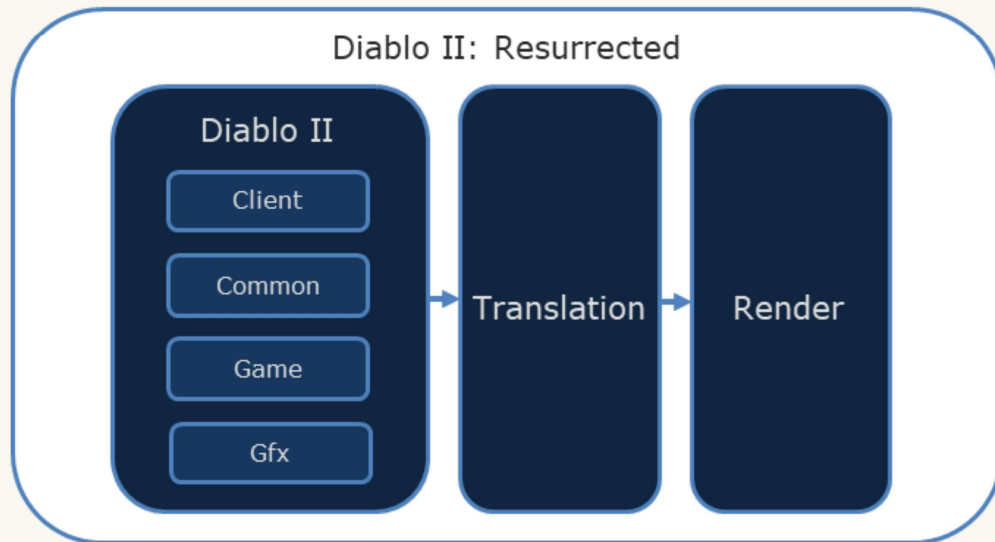 Diablo II: Resurrected
Diablo II
Client
Common
Game
Gfx
Translation
Render